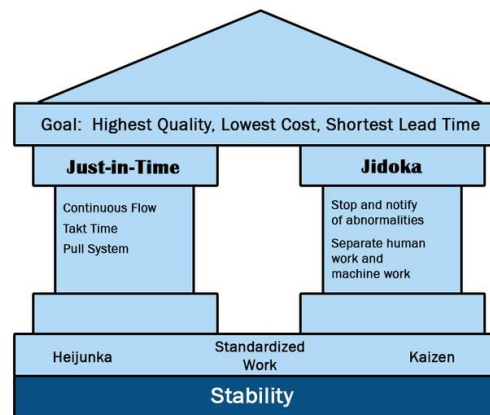 Goal: Highest Quality, Lowest Cost, Shortest Lead Time
Just-in-Time
Continuous Flow
Takt Time
Pull System
Jidoka
Stop and notify
of abnormalities
Separate human
work and
machine work
Heijunka
Standardized
Work
Kaizen
Stability